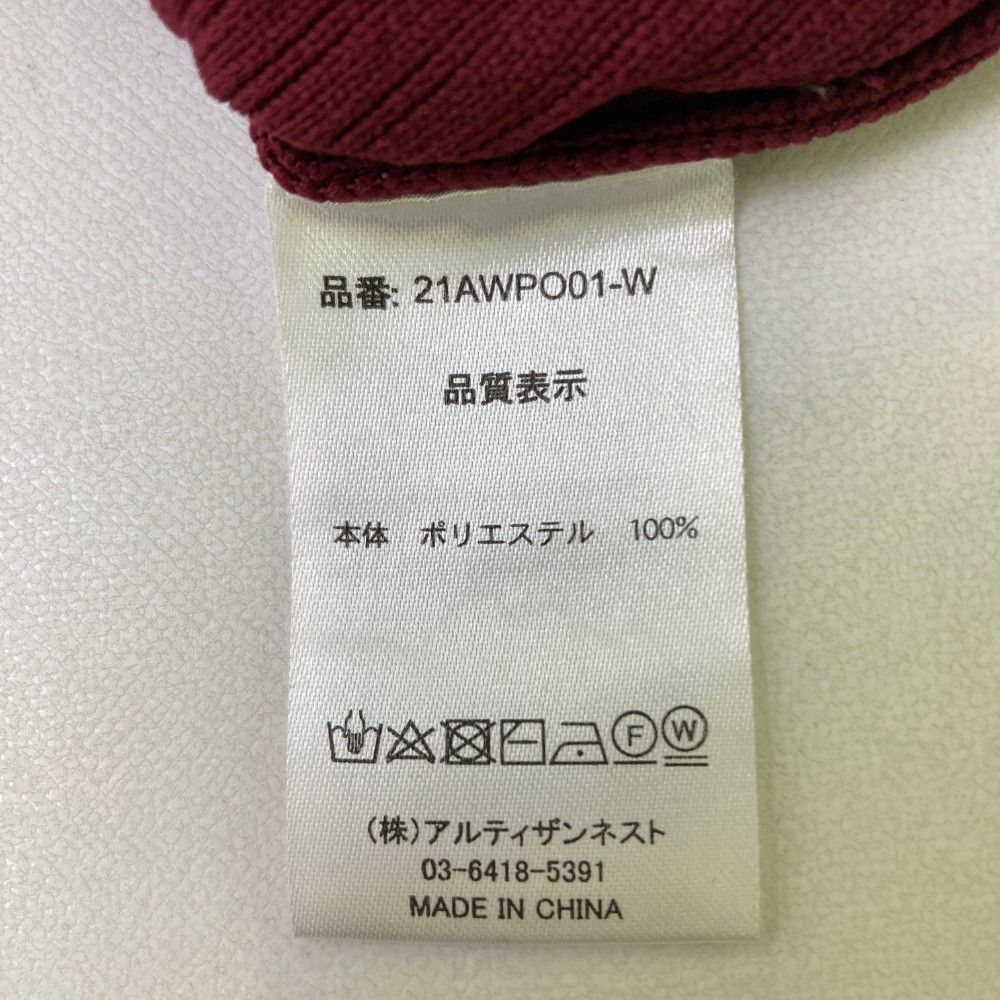 品番: 21AWPO01-W
品質表示
本体 ポリエステル 100%
F W
(株)アルティザンネスト
03-6418-5391
MADE IN CHINA